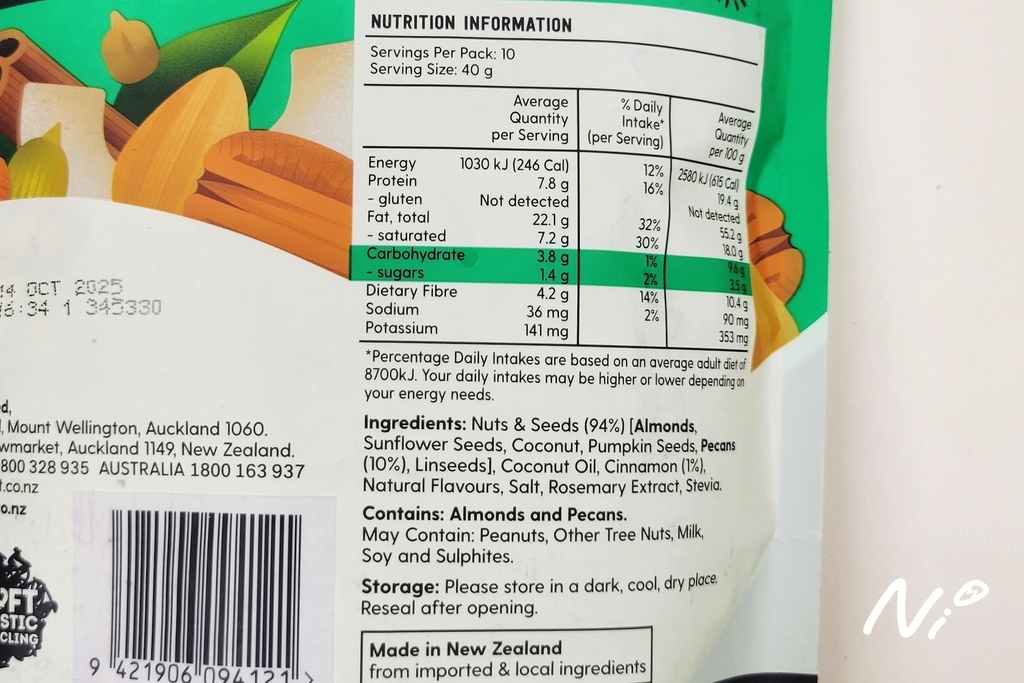 NUTRITION INFORMATION
Servings Per Pack: 10
Serving Size: 40 g
Average Quantity per Serving % Daily Intake* (per Serving) Average Quantity per 100 g
Energy 1030 kJ (246 Cal) 12% 2580 kJ (615 Cal)
Protein 7.8 g 16% 19.4 g
- gluten Not detected Not detected
Fat, total 22.1 g 32% 55.2 g
- saturated 7.2 g 30% 18.0 g
Carbohydrate 3.8 g 1% 9.6 g
- sugars 1.4 g 2% 3.5 g
Dietary Fibre 4.2 g 14% 10.4 g
Sodium 36 mg 2% 90 mg
Potassium 141 mg 353 mg
*Percentage Daily Intakes are based on an average adult diet of
8700kJ. Your daily intakes may be higher or lower depending on
your energy needs.
Ingredients: Nuts & Seeds (94%) [Almonds,
Sunflower Seeds, Coconut, Pumpkin Seeds, Pecans
(10%), Linseeds], Coconut Oil, Cinnamon (1%),
Natural Flavours, Salt, Rosemary Extract, Stevia.
Contains: Almonds and Pecans.
May Contain: Peanuts, Other Tree Nuts, Milk,
Soy and Sulphites.
Storage: Please store in a dark, cool, dry place.
Reseal after opening.
Made in New Zealand
from imported & local ingredients
OCT 2025
:34 1 345330
Mount Wellington, Auckland 1060.
Auckland 1149, New Zealand.
800 328 935 AUSTRALIA 1800 163 937
.co.nz
o.nz
9 421906 094121 >
Ni